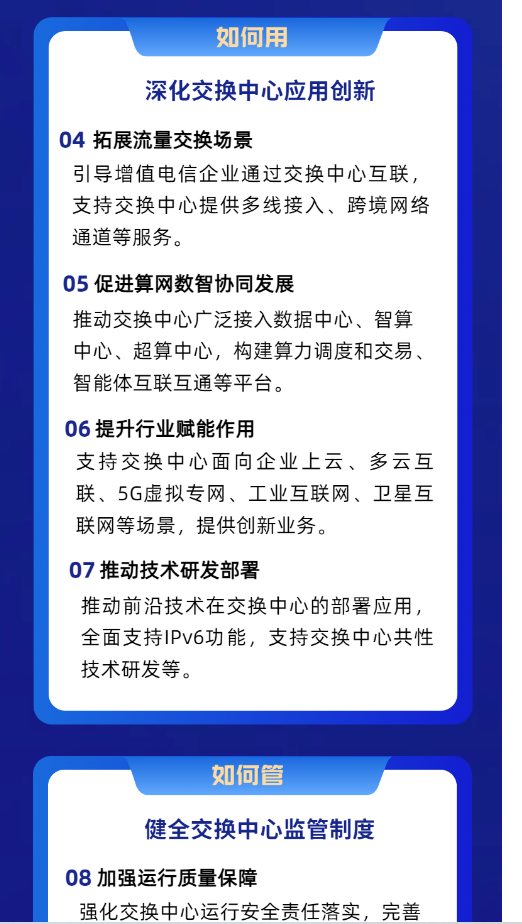 如何用
深化交换中心应用创新
04 拓展流量交换场景
引导增值电信企业通过交换中心互联，
支持交换中心提供多线接入、跨境网络
通道等服务。
05 促进算网数智协同发展
推动交换中心广泛接入数据中心、智算
中心、超算中心，构建算力调度和交易、
智能体互联互通等平台。
06 提升行业赋能作用
支持交换中心面向企业上云、多云互
联、5G虚拟专网、工业互联网、卫星互
联网等场景，提供创新业务。
07 推动技术研发部署
推动前沿技术在交换中心的部署应用，
全面支持IPv6功能，支持交换中心共性
技术研发等。
如何管
健全交换中心监管制度
08 加强运行质量保障
强化交换中心运行安全责任落实，完善